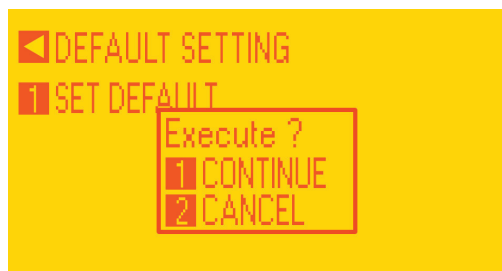 ◀ DEFAULT SETTING
1 SET DEFAULT
Execute ?
1 CONTINUE
2 CANCEL